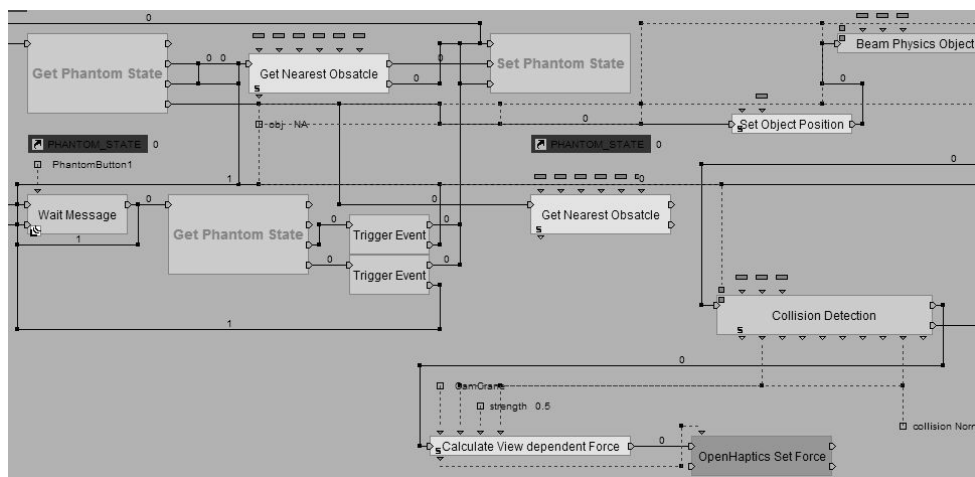 0
Beam Physics Object
0 0
Get Phantom State
Get Nearest Obsatcle
Set Phantom State
0
s
obj NA
0
Set Object Position
s
PHANTOM_STATE 0
PHANTOM_STATE 0
PhantomButton1
0
1
0
0
Wait Message
Get Phantom State
Get Nearest Obsatcle
0
Trigger Event
0
s
1
0
Trigger Event
0
Collision Detection
s
1
0
CamCrane
strength 0.5
collision Norm
Calculate View dependent Force
0
s
OpenHaptics Set Force